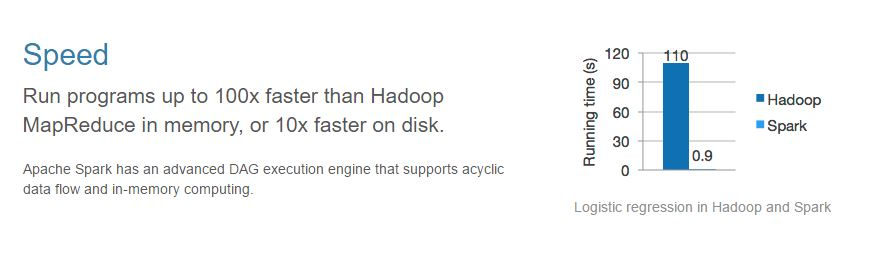 Speed
Run programs up to 100x faster than Hadoop
MapReduce in memory, or 10x faster on disk.
Apache Spark has an advanced DAG execution engine that supports acyclic
data flow and in-memory computing.
Running time (s)
120
90
60
30
0
110
0.9
Hadoop
Spark
Logistic regression in Hadoop and Spark